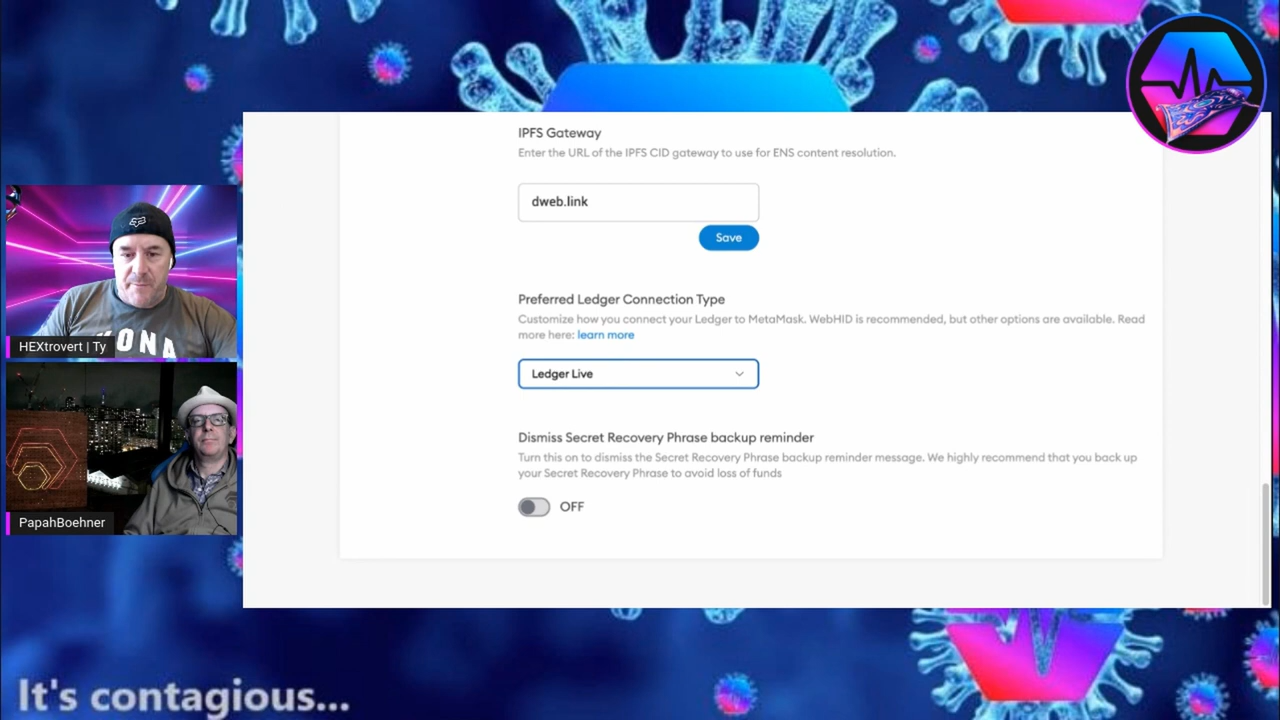 IPFS Gateway
Enter the URL of the IPFS CID gateway to use for ENS content resolution.
dweb.link
Save
Preferred Ledger Connection Type
Customize how you connect your Ledger to MetaMask. WebHID is recommended, but other options are available. Read
more here: learn more
Ledger Live
Dismiss Secret Recovery Phrase backup reminder
Turn this on to dismiss the Secret Recovery Phrase backup reminder message. We highly recommend that you back up
your Secret Recovery Phrase to avoid loss of funds
OFF
ONA
HEXtrovert | Ty
PapahBoehner
It's contagious...